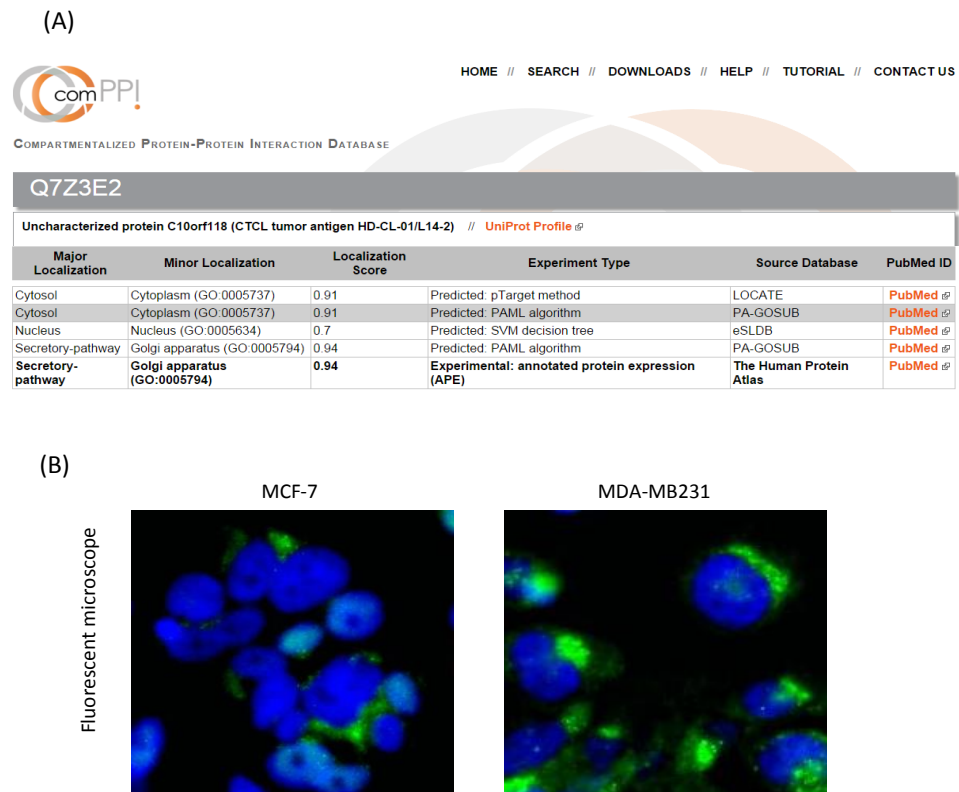 (A)
com PPI
HOME // SEARCH // DOWNLOADS // HELP // TUTORIAL // CONTACT US
COMPARTMENTALIZED PROTEIN-PROTEIN INTERACTION DATABASE
Q7Z3E2
Uncharacterized protein C10orf118 (CTCL tumor antigen HD-CL-01/L14-2) // UniProt Profile
Major Localization Minor Localization Localization Score Experiment Type Source Database PubMed ID
Cytosol Cytoplasm (GO:0005737) 0.91 Predicted: pTarget method LOCATE PubMed
Cytosol Cytoplasm (GO:0005737) 0.91 Predicted: PAML algorithm PA-GOSUB PubMed
Nucleus Nucleus (GO:0005634) 0.7 Predicted: SVM decision tree eSLDB PubMed
Secretory-pathway Golgi apparatus (GO:0005794) 0.94 Predicted: PAML algorithm PA-GOSUB PubMed
Secretory-pathway Golgi apparatus (GO:0005794) 0.94 Experimental: annotated protein expression (APE) The Human Protein Atlas PubMed
(B)
MCF-7 MDA-MB231
Fluorescent microscope